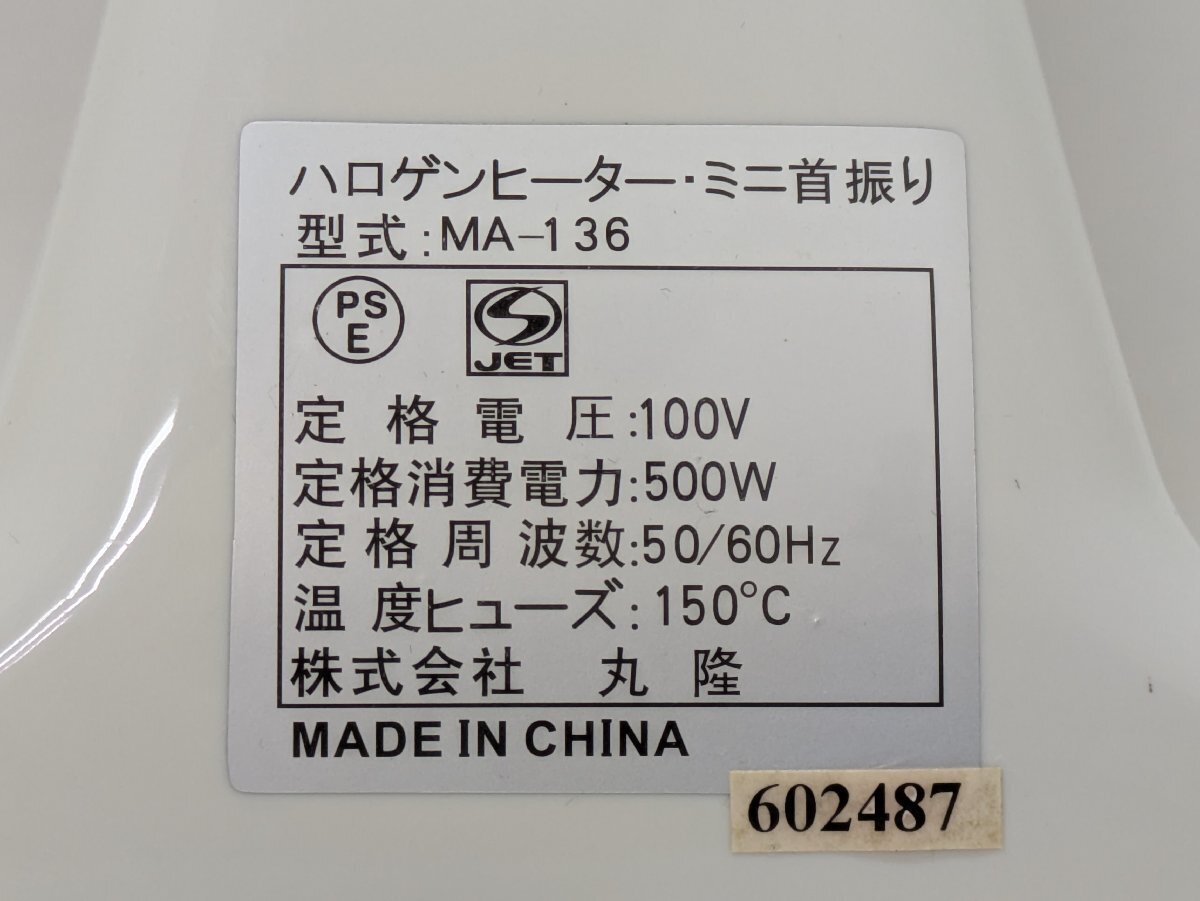 ハロゲンヒーター・ミニ首振り
型式:MA-136
PS
E
S JET
定格電圧:100V
定格消費電力:500W
定格周波数:50/60Hz
温度ヒューズ:150°C
株式会社 丸隆
MADE IN CHINA
602487